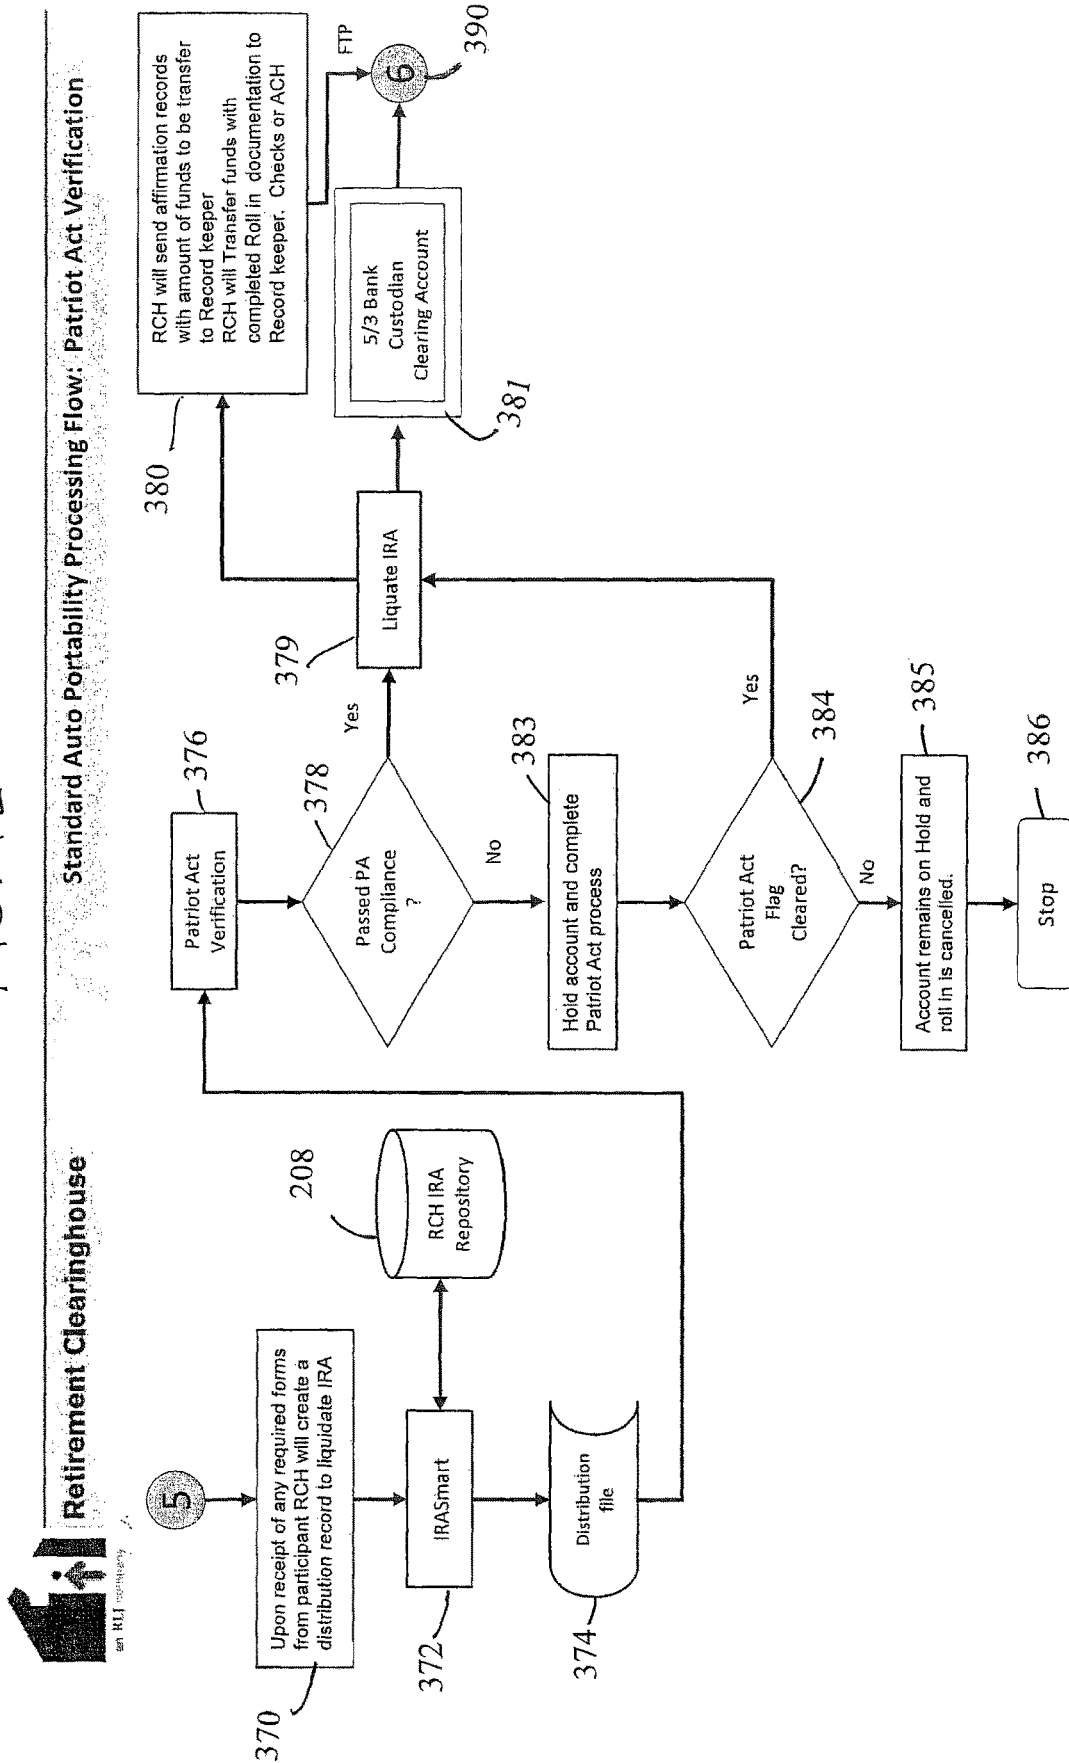 Retirement Clearinghouse
an RLJ company
Standard Auto Portability Processing Flow: Patriot Act Verification
5
370
Upon receipt of any required forms
from participant RCH will create a
distribution record to liquidate IRA
372
IRASmart
208
RCH IRA
Repository
374
Distribution
file
376
Patriot Act
Verification
378
Passed PA
Compliance
?
Yes
No
379
Liquate IRA
380
RCH will send affirmation records
with amount of funds to be transfer
to Record keeper
RCH will Transfer funds with
completed Roll in documentation to
Record keeper. Checks or ACH
FTP
381
5/3 Bank
Custodian
Clearing Account
6
390
383
Hold account and complete
Patriot Act process
384
Patriot Act
Flag
Cleared?
Yes
No
385
Account remains on Hold and
roll in is cancelled.
386
Stop